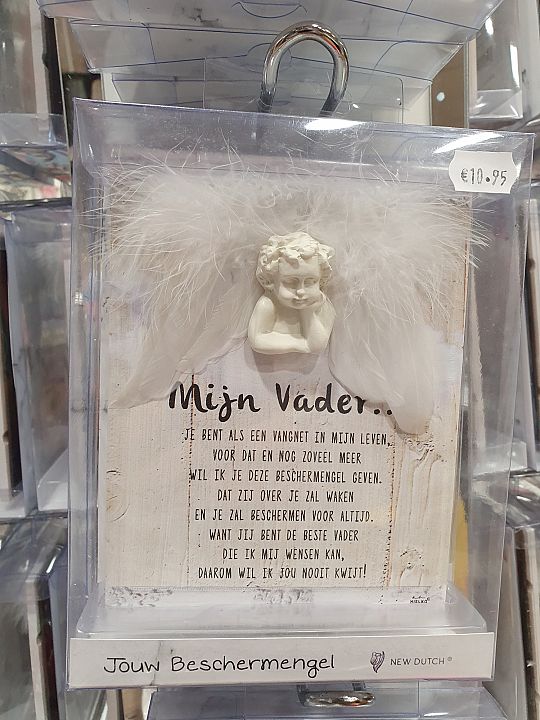 €10.95
Mijn Vader..
JE BENT ALS EEN VANGNET IN MIJN LEVEN,
VOOR DAT EN NOG ZOVEEL MEER
WIL IK JE DEZE BESCHERMENGEL GEVEN.
DAT ZIJ OVER JE ZAL WAKEN
EN JE ZAL BESCHERMEN VOOR ALTIJD.
WANT JIJ BENT DE BESTE VADER
DIE IK MIJ WENSEN KAN,
DAAROM WIL IK JOU NOOIT KWIJT!
Jouw Beschermengel
NEW DUTCH®